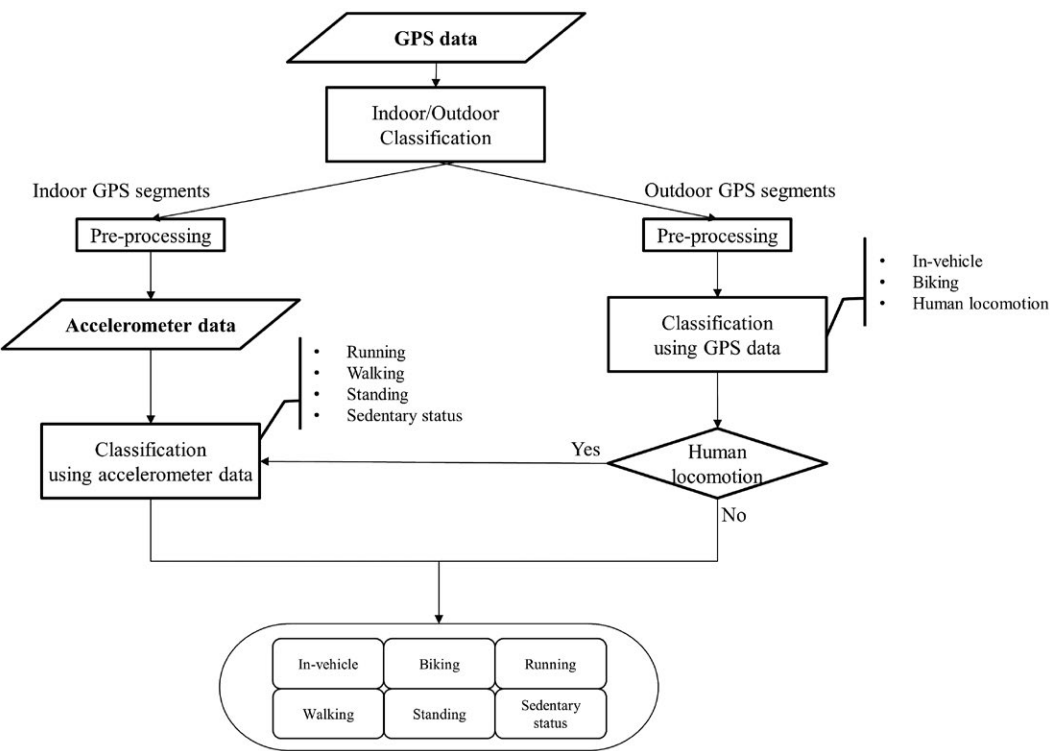 GPS data
Indoor/Outdoor
Classification
Indoor GPS segments
Outdoor GPS segments
Pre-processing
Pre-processing
• In-vehicle
• Biking
• Human locomotion
Accelerometer data
Classification
using GPS data
• Running
• Walking
• Standing
• Sedentary status
Classification
using accelerometer data
Yes
Human
locomotion
No
In-vehicle
Biking
Running
Walking
Standing
Sedentary
status